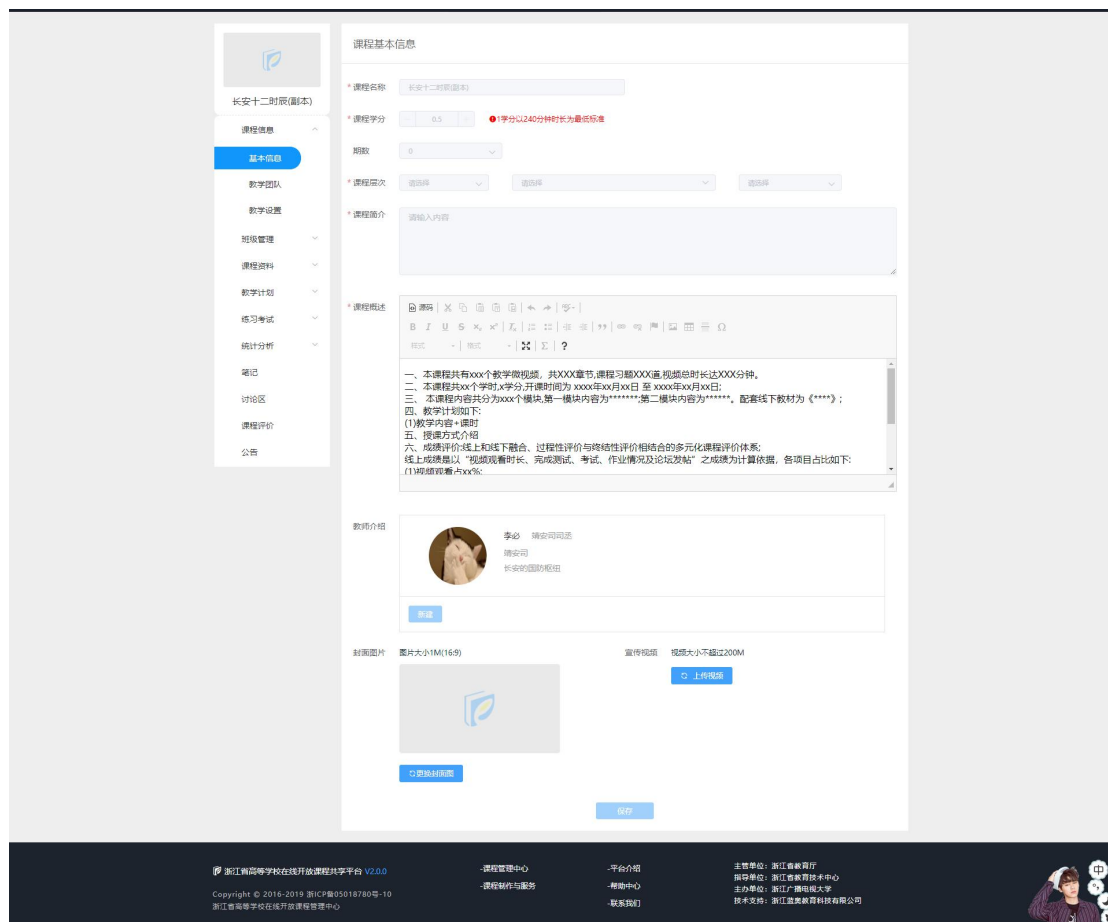 课程基本信息
长安十二时辰(副本)
课程信息
基本信息
教学团队
教学设置
班级管理
课程资料
教学计划
练习考试
统计分析
笔记
讨论区
课程评价
公告
* 课程名称 长安十二时辰(副本)
* 课程学分 - 0.5 + 1学分以240分钟时长为最低标准
期数 0
* 课程层次 请选择 请选择 请选择
* 课程简介 请输入内容
* 课程概述
源码
B I U S x₂ x² Iₓ
样式 格式 Σ ?
一、本课程共有xxx个教学微视频，共XXX章节,课程习题XXX道,视频总时长达XXX分钟。
二、本课程共xx个学时,x学分,开课时间为 xxxx年xx月xx日 至 xxxx年xx月xx日;
三、 本课程内容共分为xxx个模块,第一模块内容为*******;第二模块内容为******。配套线下教材为《****》;
四、教学计划如下:
(1)教学内容+课时
五、授课方式介绍
六、成绩评价:线上和线下融合、过程性评价与终结性评价相结合的多元化课程评价体系;
线上成绩是以“视频观看时长、完成测试、考试、作业情况及论坛发帖”之成绩为计算依据，各项目占比如下:
(1)视频观看占xx%;
教师介绍
李必 靖安司司丞
靖安司
长安的国防枢纽
新建
封面图片 图片大小1M(16:9)
宣传视频 视频大小不超过200M
上传视频
更换封面图
保存
浙江省高等学校在线开放课程共享平台 V2.0.0
Copyright © 2016-2019 浙ICP备05018780号-10
浙江省高等学校在线开放课程管理中心
-课程管理中心
-课程制作与服务
-平台介绍
-帮助中心
-联系我们
主管单位：浙江省教育厅
指导单位：浙江省教育技术中心
主办单位：浙江广播电视大学
技术支持：浙江蓝奥教育科技有限公司
中